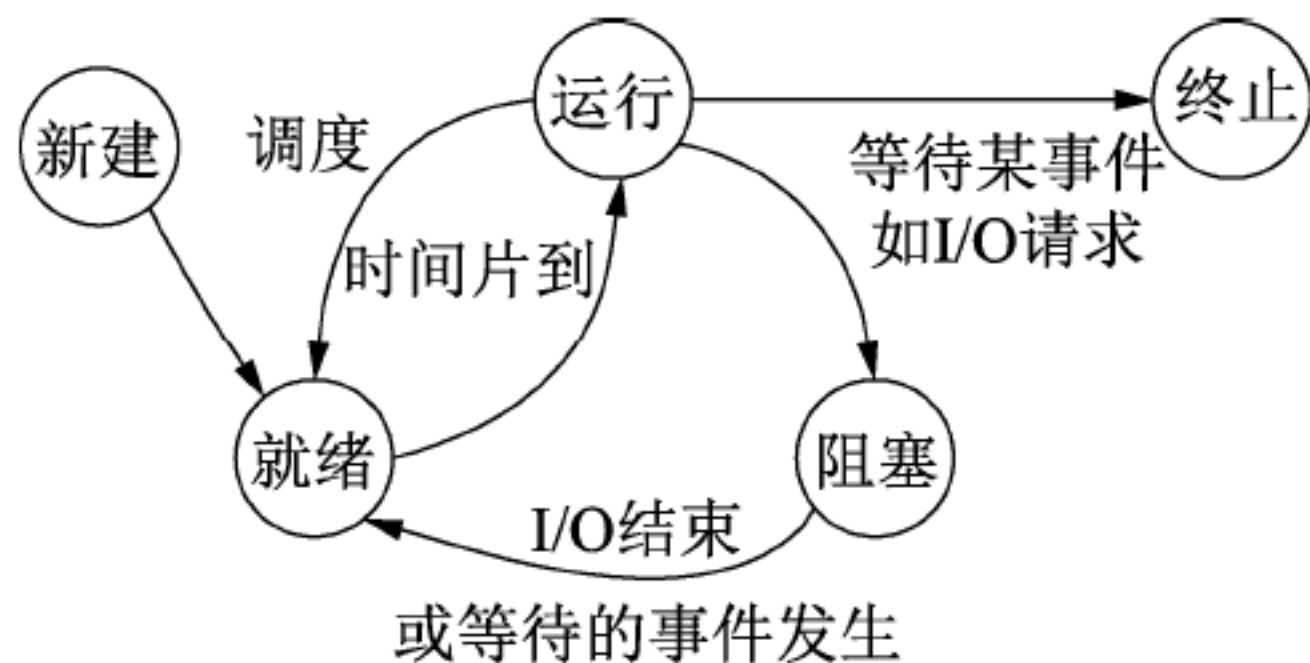 新建
调度
运行
终止
等待某事件
如I/O请求
时间片到
就绪
阻塞
I/O结束
或等待的事件发生